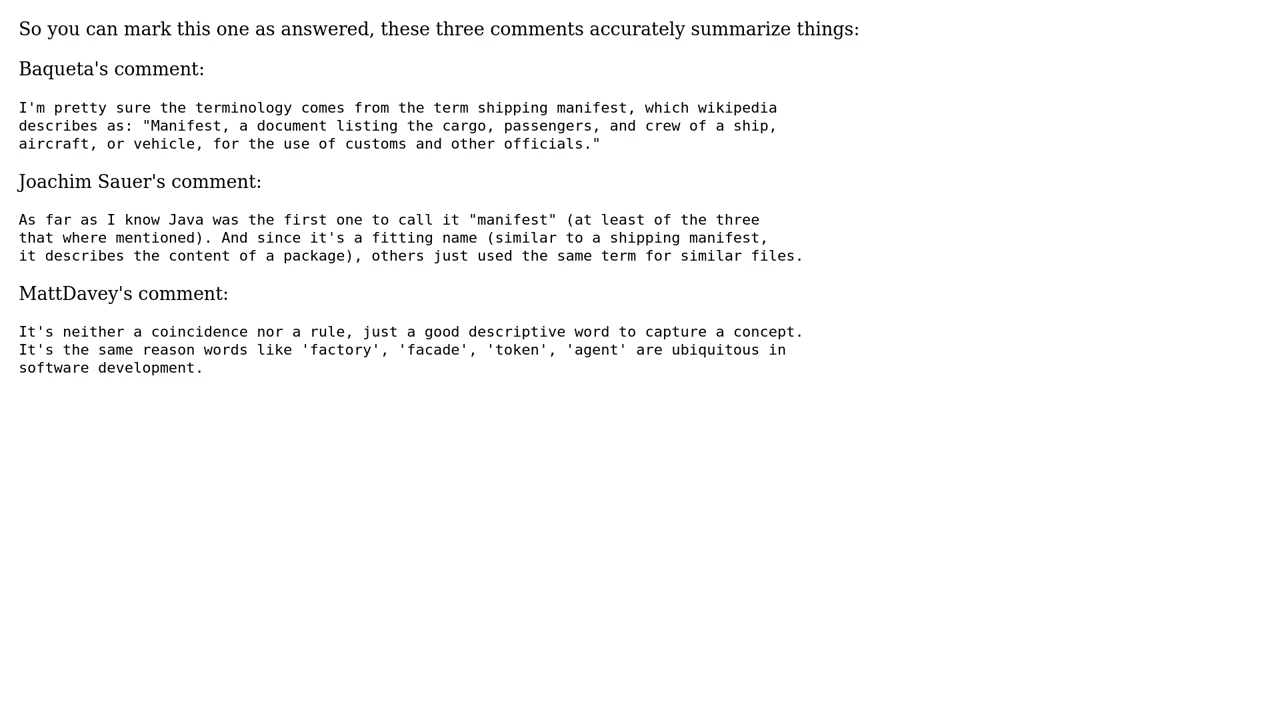 So you can mark this one as answered, these three comments accurately summarize things:
Baqueta's comment:
I'm pretty sure the terminology comes from the term shipping manifest, which wikipedia
describes as: "Manifest, a document listing the cargo, passengers, and crew of a ship,
aircraft, or vehicle, for the use of customs and other officials."
Joachim Sauer's comment:
As far as I know Java was the first one to call it "manifest" (at least of the three
that where mentioned). And since it's a fitting name (similar to a shipping manifest,
it describes the content of a package), others just used the same term for similar files.
MattDavey's comment:
It's neither a coincidence nor a rule, just a good descriptive word to capture a concept.
It's the same reason words like 'factory', 'facade', 'token', 'agent' are ubiquitous in
software development.